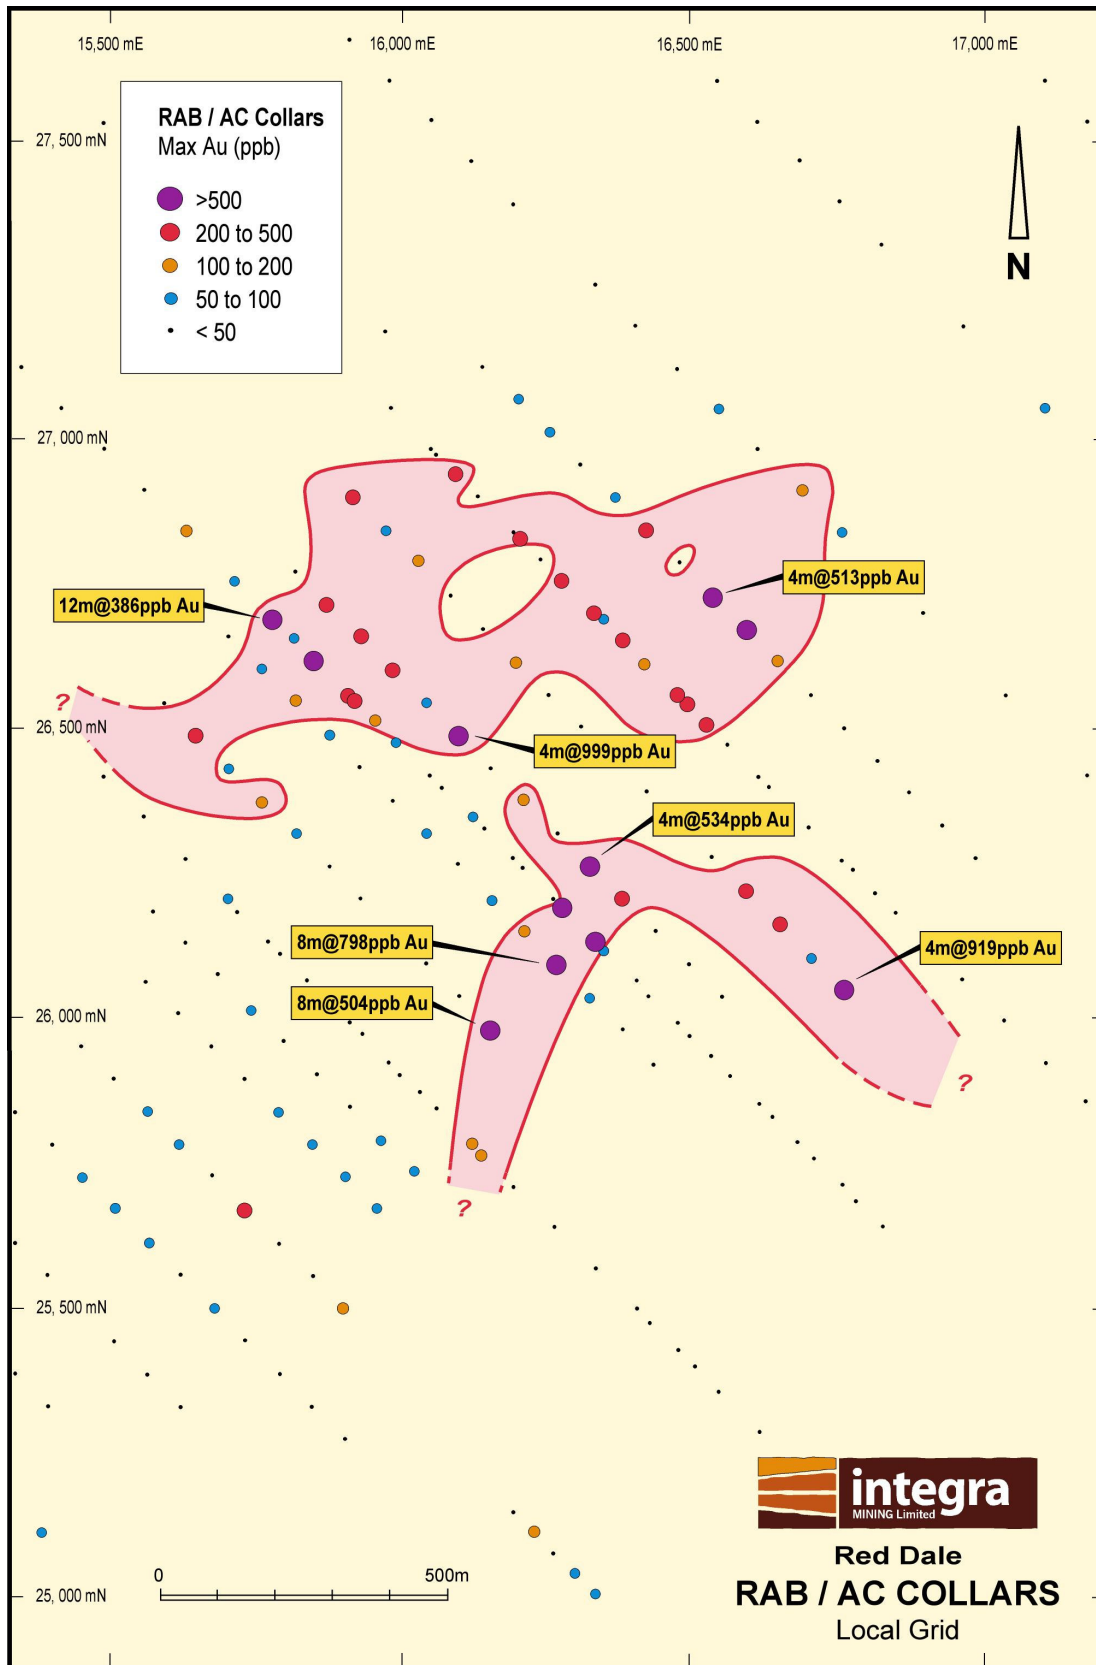 15,500 mE
16,000 mE
16,500 mE
17,000 mE
27, 500 mN
RAB / AC Collars
Max Au (ppb)
>500
200 to 500
100 to 200
50 to 100
< 50
N
27, 000 mN
4m@513ppb Au
12m@386ppb Au
?
26, 500 mN
4m@999ppb Au
4m@534ppb Au
8m@798ppb Au
4m@919ppb Au
8m@504ppb Au
26, 000 mN
?
?
25, 500 mN
integra
MINING Limited
Red Dale
0 500m
25, 000 mN
RAB / AC COLLARS
Local Grid